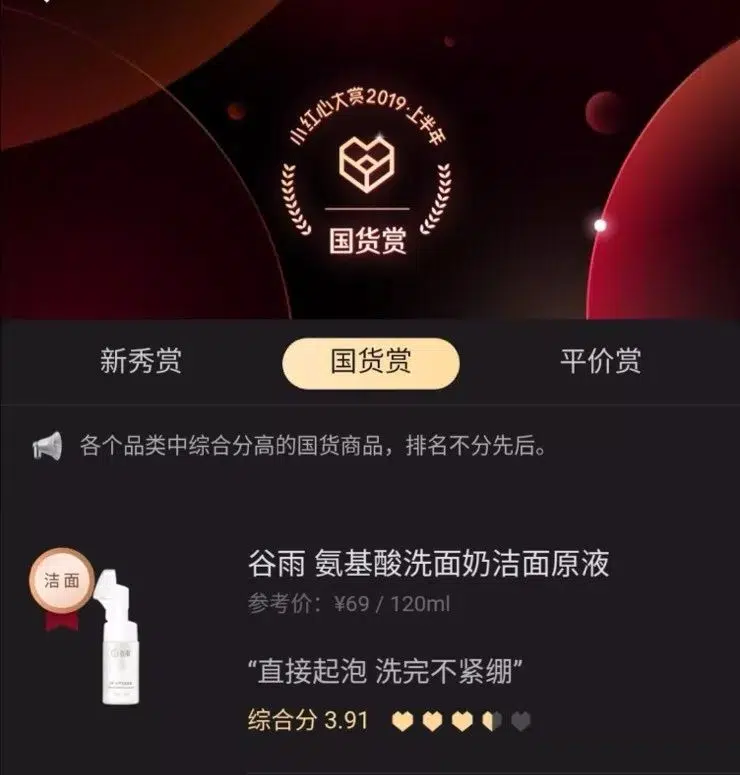 小红心大赏2019·上半年
国货赏
新秀赏
国货赏
平价赏
各个品类中综合分高的国货商品，排名不分先后。
洁面
谷雨 氨基酸洗面奶洁面原液
参考价：¥69 / 120ml
“直接起泡 洗完不紧绷”
综合分 3.91